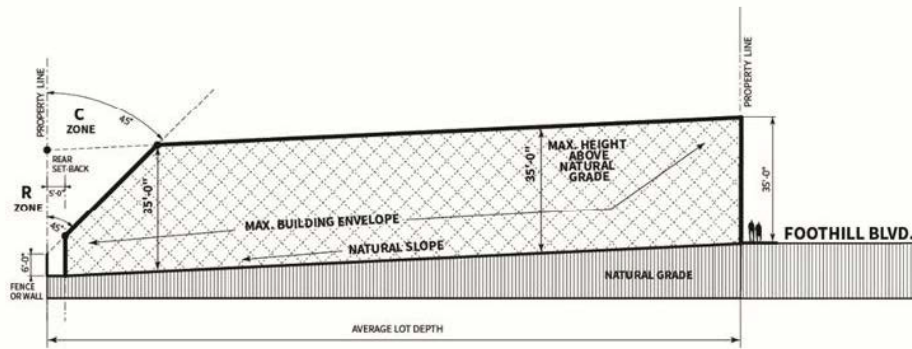 PROPERTY LINE
C
ZONE
45°
REAR
SET-BACK
5'-0"
R
ZONE
45°
6'-0"
FENCE
OR WALL
35'-0"
MAX. BUILDING ENVELOPE
NATURAL SLOPE
35'-0"
MAX. HEIGHT
ABOVE
NATURAL
GRADE
PROPERTY LINE
35'-0"
FOOTHILL BLVD.
NATURAL GRADE
AVERAGE LOT DEPTH